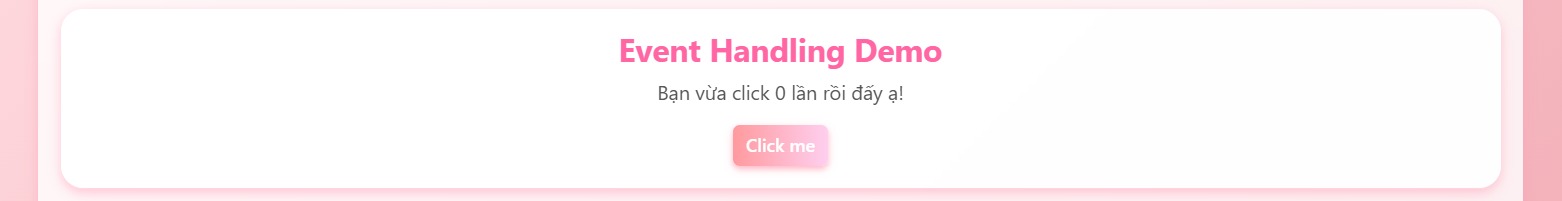 Event Handling Demo
Bạn vừa click 0 lần rồi đấy ạ!
Click me